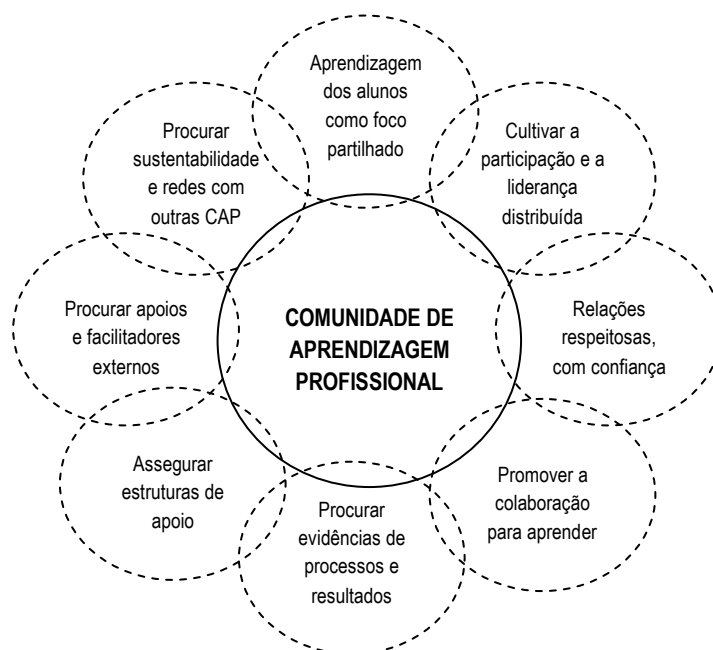 Aprendizagem
dos alunos
como foco
partilhado
Cultivar a
participação e a
liderança
distribuída
Relações
respeitosas,
com confiança
Promover a
colaboração
para aprender
Procurar
evidências de
processos e
resultados
Assegurar
estruturas de
apoio
Procurar apoios
e facilitadores
externos
Procurar
sustentabilidade
e redes com
outras CAP
COMUNIDADE DE
APRENDIZAGEM
PROFISSIONAL